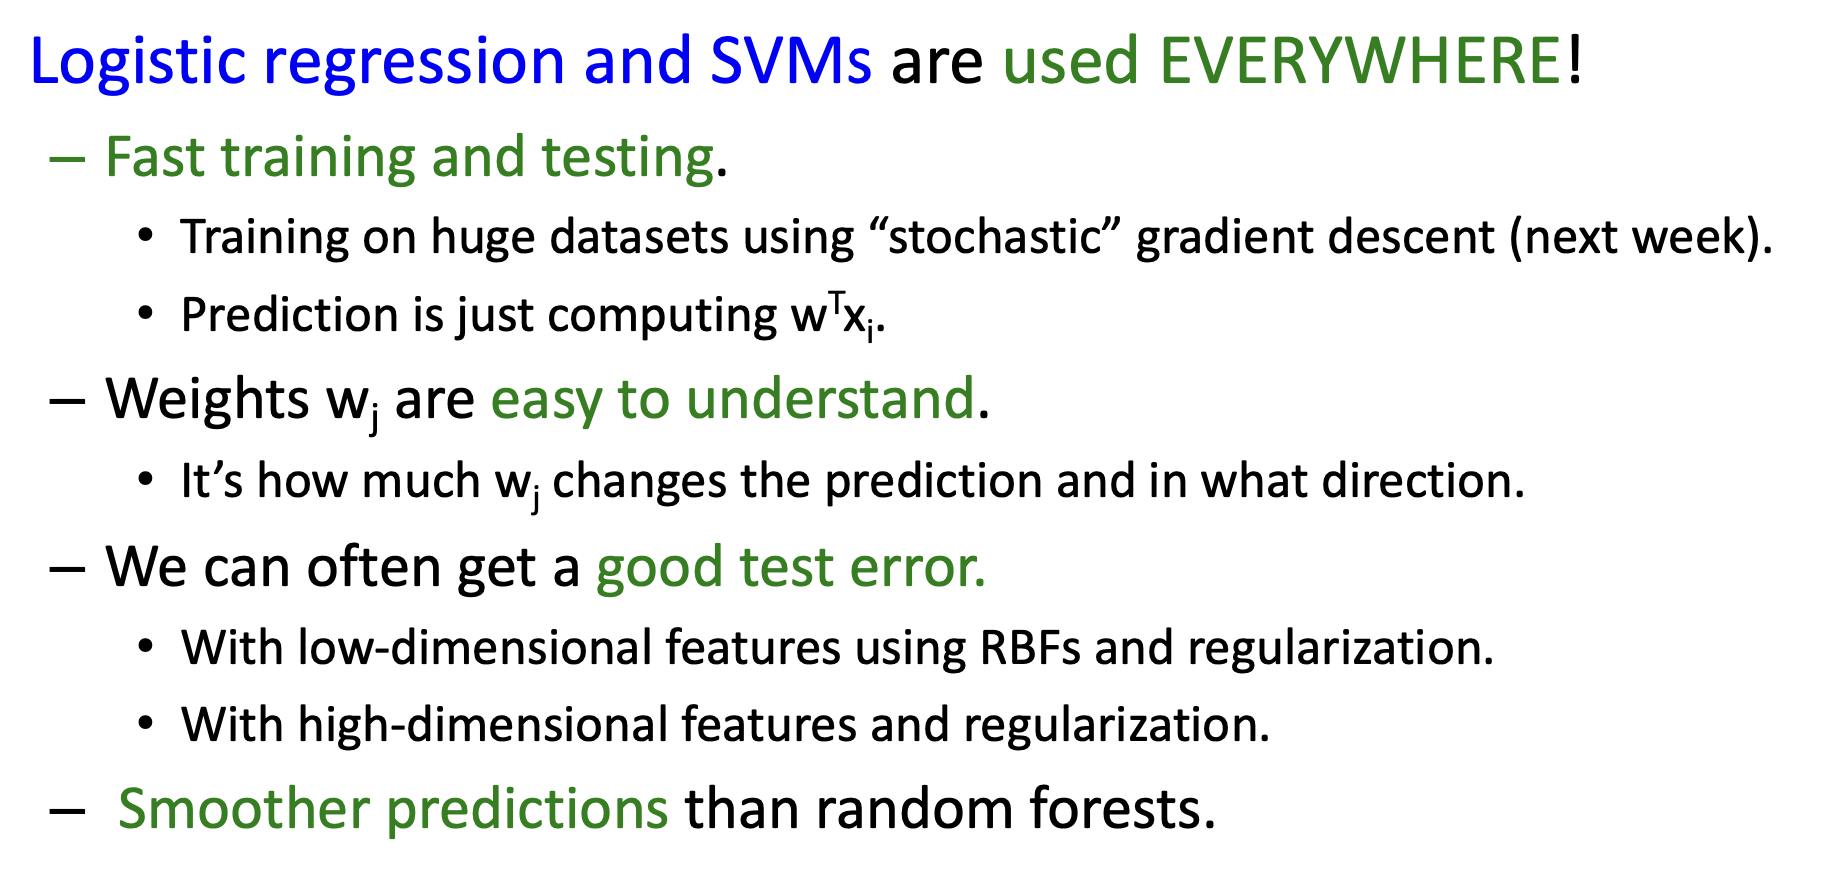 Logistic regression and SVMs are used EVERYWHERE!
– Fast training and testing.
• Training on huge datasets using “stochastic” gradient descent (next week).
• Prediction is just computing wᵀxᵢ.
– Weights wⱼ are easy to understand.
• It’s how much wⱼ changes the prediction and in what direction.
– We can often get a good test error.
• With low-dimensional features using RBFs and regularization.
• With high-dimensional features and regularization.
– Smoother predictions than random forests.